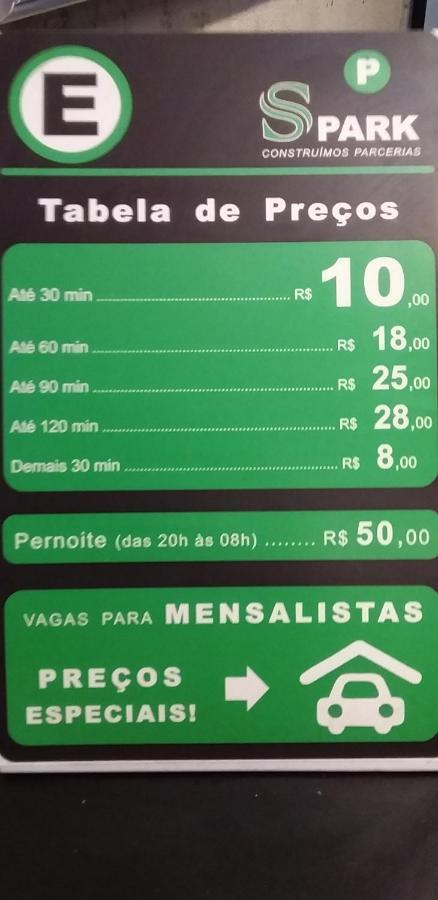 E
P
SPARK
CONSTRUÍMOS PARCERIAS
Tabela de Preços
Até 30 min ........................ R$ 10,00
Até 60 min ........................ R$ 18,00
Até 90 min ........................ R$ 25,00
Até 120 min ........................ R$ 28,00
Demais 30 min ........................ R$ 8,00
Pernoite (das 20h às 08h) ........ R$ 50,00
VAGAS PARA MENSALISTAS
PREÇOS
ESPECIAIS!